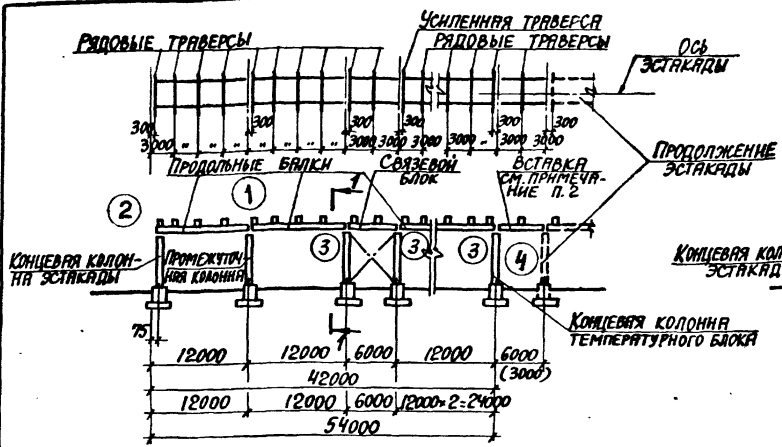 УСИЛЕННАЯ ТРАВЕРСА
РЯДОВЫЕ ТРАВЕРСЫ
РЯДОВЫЕ ТРАВЕРСЫ
ОСЬ
ЭСТАКАДЫ
300 300 300 300 300 300
3000 " " " " " " " 3000 3000 3000 3000 " 3000 3000
ПРОДОЛЬНЫЕ БАЛКИ
СВЯЗЕВОЙ
БЛОК
ВСТАВКА
СМ. ПРИМЕЧА-
НИЕ П. 2
ПРОДОЛЖЕНИЕ
ЭСТАКАДЫ
1
2
1
3
3
3
4
КОНЦЕВАЯ КОЛОН-
НА ЭСТАКАДЫ
ПРОМЕЖУТОЧ-
НАЯ КОЛОННА
КОНЦЕВАЯ КОЛ
ЭСТАКАД
КОНЦЕВАЯ КОЛОННА
ТЕМПЕРАТУРНОГО БЛОКА
75
1
12000 12000 6000 12000 6000
(3000)
42000
12000 12000 6000 12000×2=24000
54000